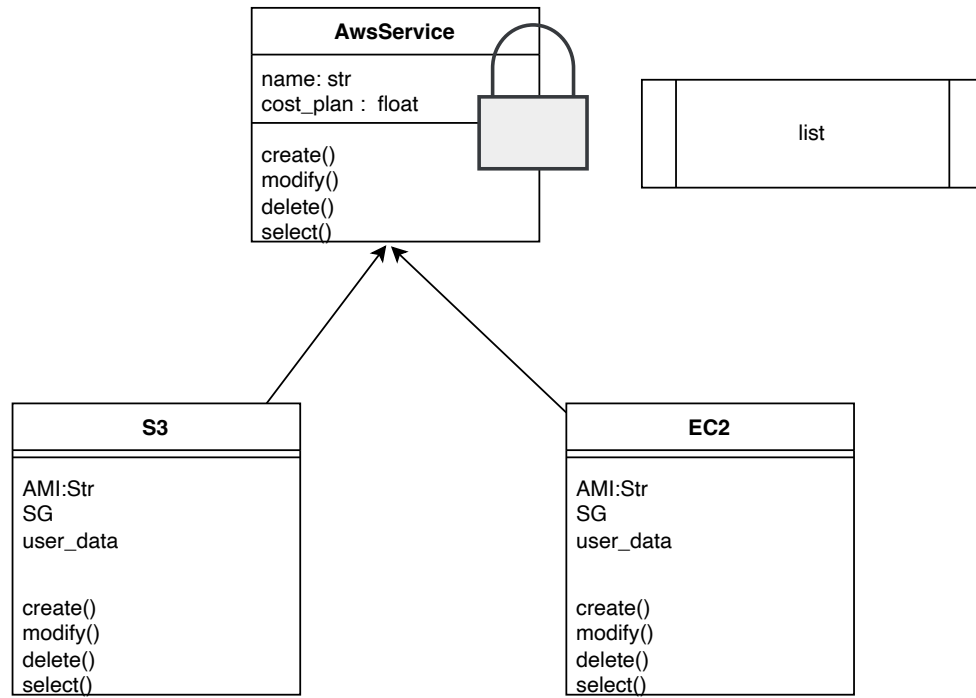 AwsService
name: str
cost_plan :  float
create()
modify()
delete()
select()
list
S3
AMI:Str
SG
user_data
create()
modify()
delete()
select()
EC2
AMI:Str
SG
user_data
create()
modify()
delete()
select()